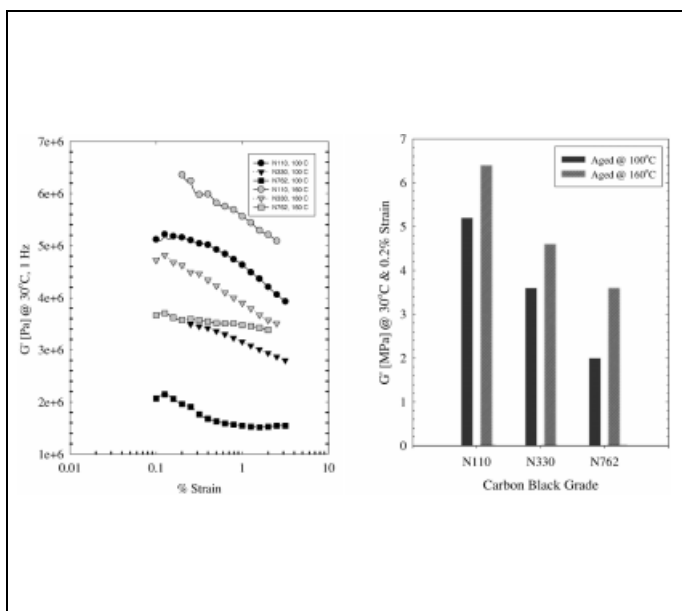 7e+6
6e+6
5e+6
4e+6
3e+6
2e+6
1e+6
0.01
0.1
1
10
% Strain
G' [Pa] @ 30°C, 1 Hz
N110, 100 C
N330, 100 C
N762, 100 C
N110, 160 C
N330, 160 C
N762, 160 C
7
6
5
4
3
2
1
0
G' [MPa] @ 30°C & 0.2% Strain
Aged @ 100°C
Aged @ 160°C
N110
N330
N762
Carbon Black Grade